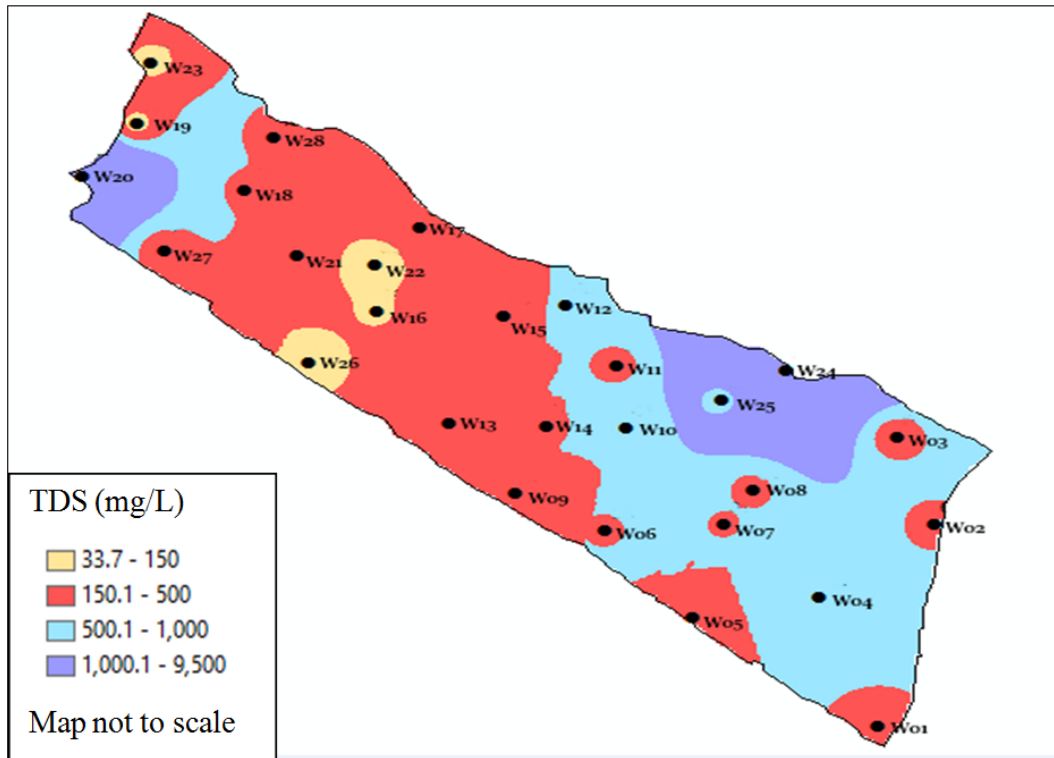 W23
W19
W28
W20
W18
W17
W27
W21
W22
W16
W12
W15
W26
W11
W24
W25
W13
W14
W10
W03
W09
W08
W06
W07
W02
W04
W05
W01
TDS (mg/L)
33.7 - 150
150.1 - 500
500.1 - 1,000
1,000.1 - 9,500
Map not to scale